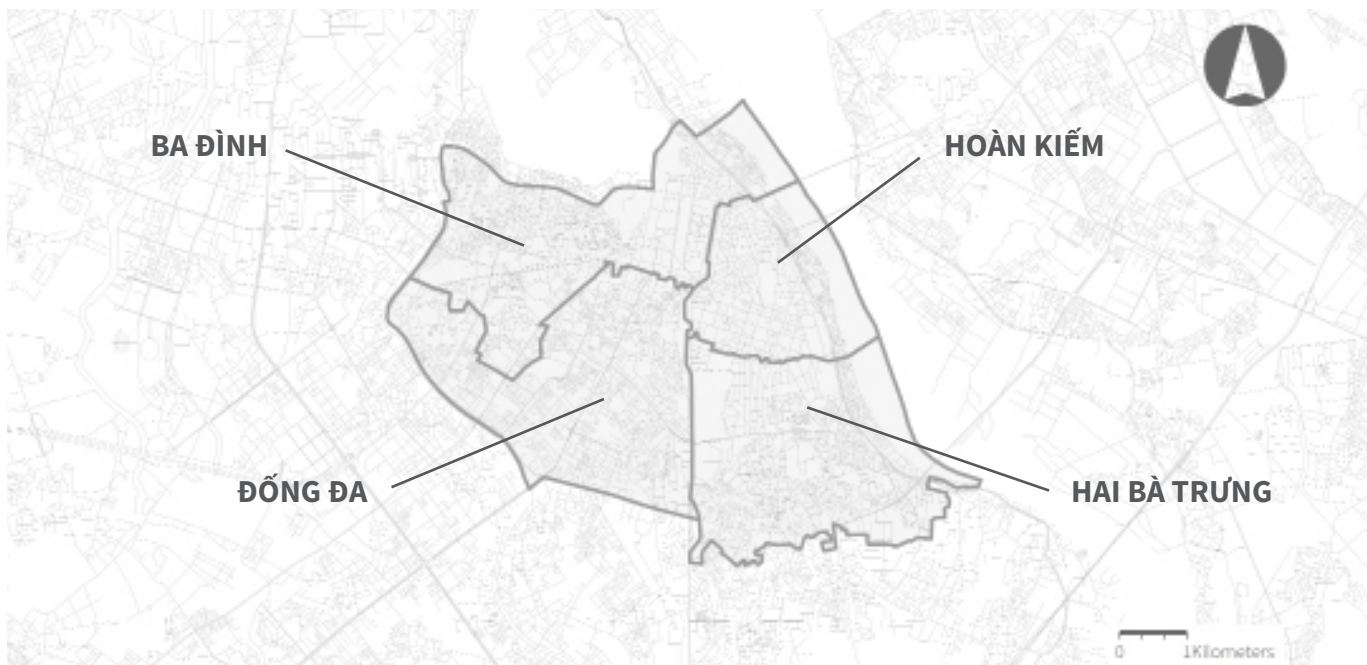 BA ĐÌNH
HOÀN KIẾM
ĐỐNG ĐA
HAI BÀ TRƯNG
0 1Kilometers